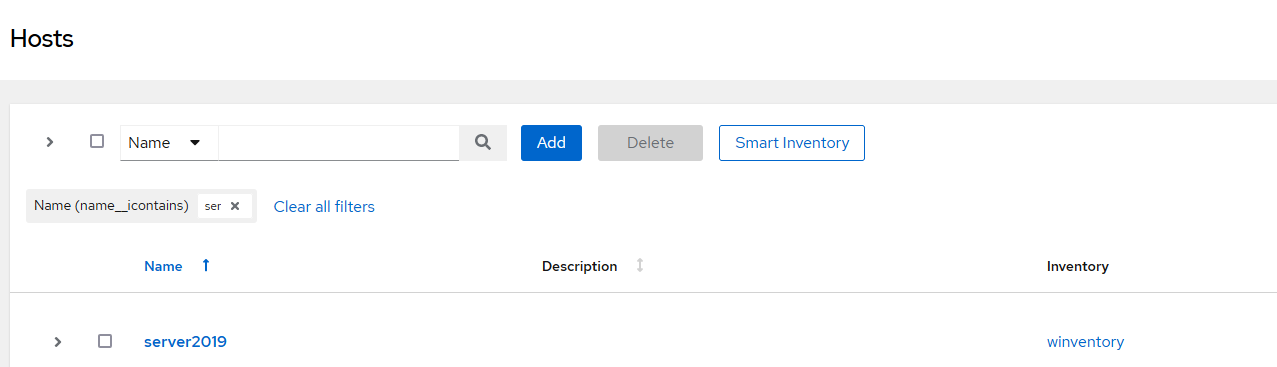 Hosts
Name Add Delete Smart Inventory
Name (name__icontains) ser Clear all filters
Name Description Inventory
server2019 winventory